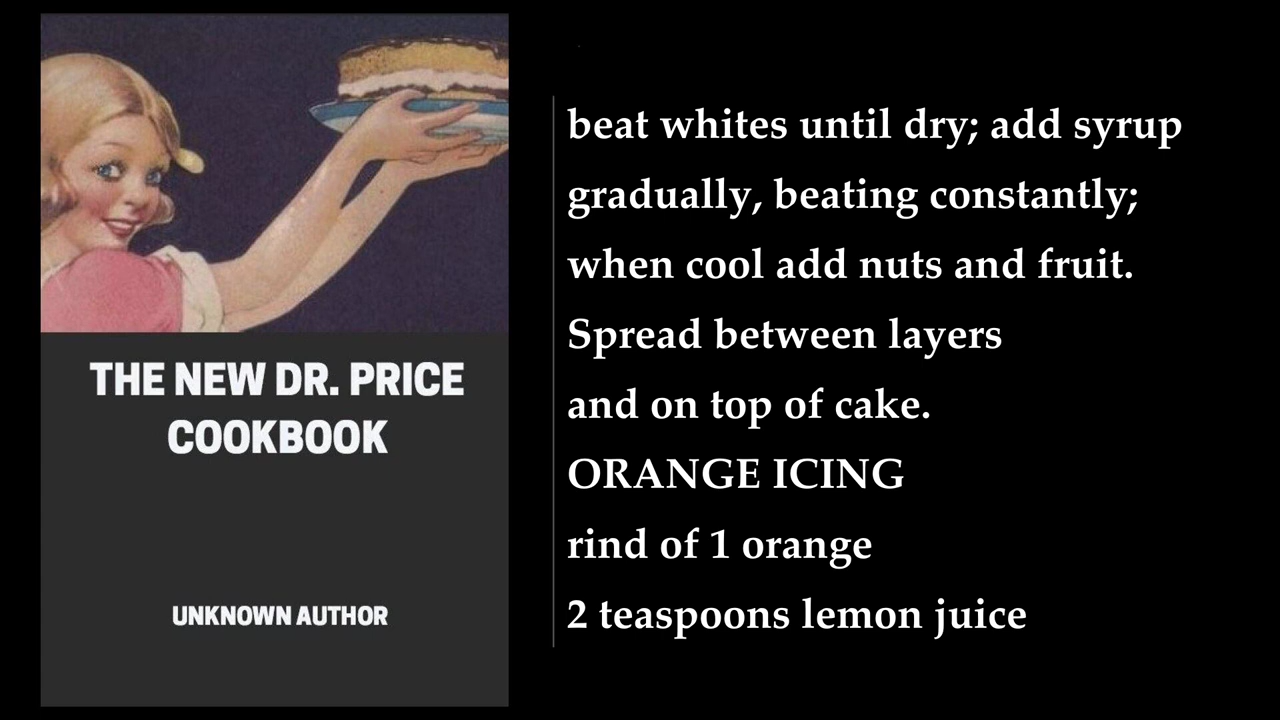 THE NEW DR. PRICE
COOKBOOK
UNKNOWN AUTHOR
beat whites until dry; add syrup
gradually, beating constantly;
when cool add nuts and fruit.
Spread between layers
and on top of cake.
ORANGE ICING
rind of 1 orange
2 teaspoons lemon juice